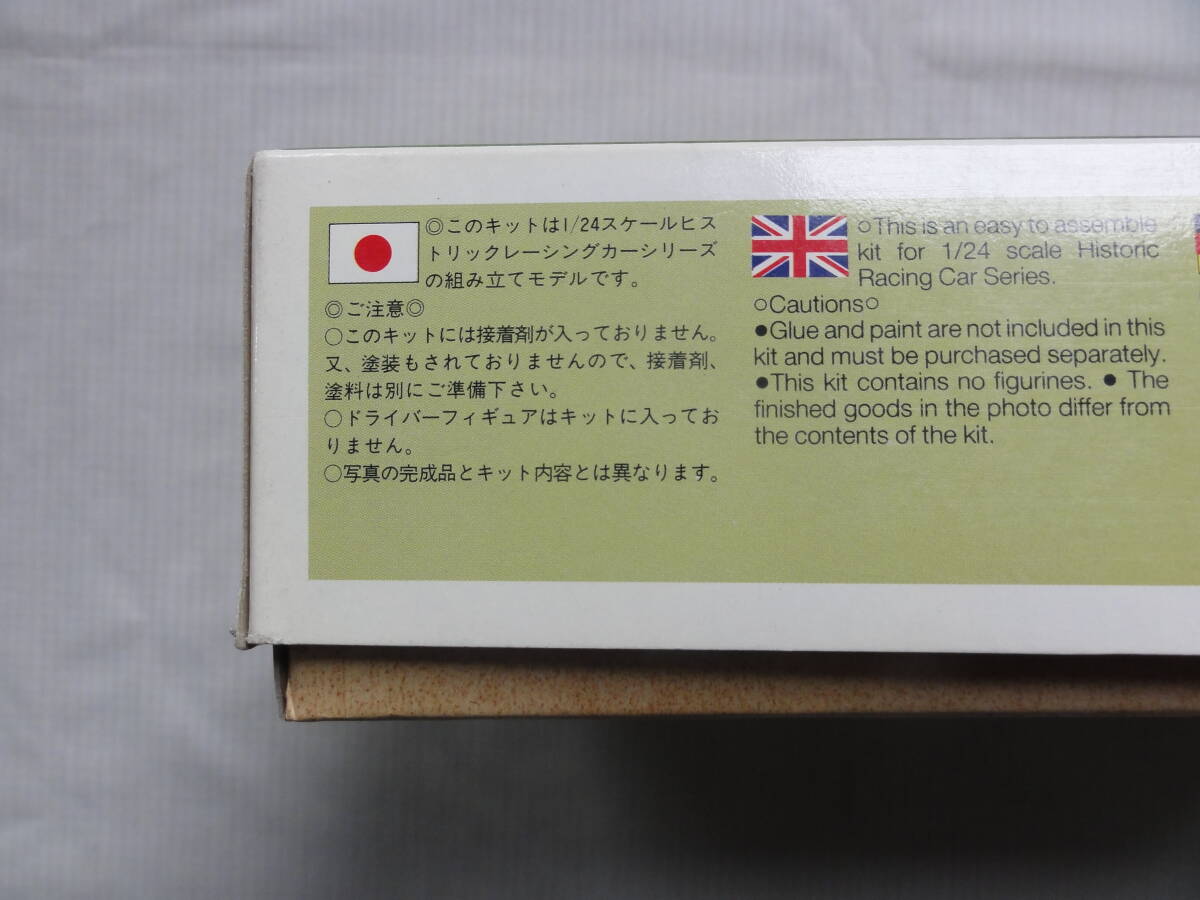 ◎このキットは1/24スケールヒス
トリックレーシングカーシリーズ
の組み立てモデルです。
◎ご注意◎
○このキットには接着剤が入っておりません。
又、塗装もされておりませんので、接着剤、
塗料は別にご準備下さい。
○ドライバーフィギュアはキットに入ってお
りません。
○写真の完成品とキット内容とは異なります。
○This is an easy to assemble
kit for 1/24 scale Historic
Racing Car Series.
○Cautions○
●Glue and paint are not included in this
kit and must be purchased separately.
●This kit contains no figurines. ● The
finished goods in the photo differ from
the contents of the kit.